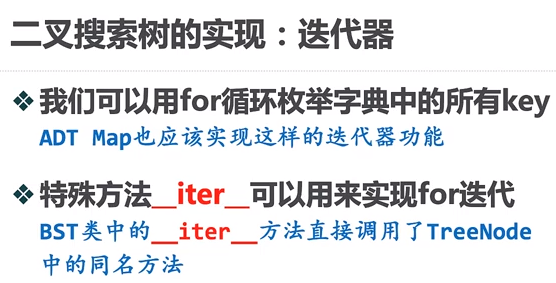 二叉搜索树的实现：迭代器
❖我们可以用for循环枚举字典中的所有key
ADT Map也应该实现这样的迭代器功能
❖特殊方法__iter__可以用来实现for迭代
BST类中的__iter__方法直接调用了TreeNode
中的同名方法